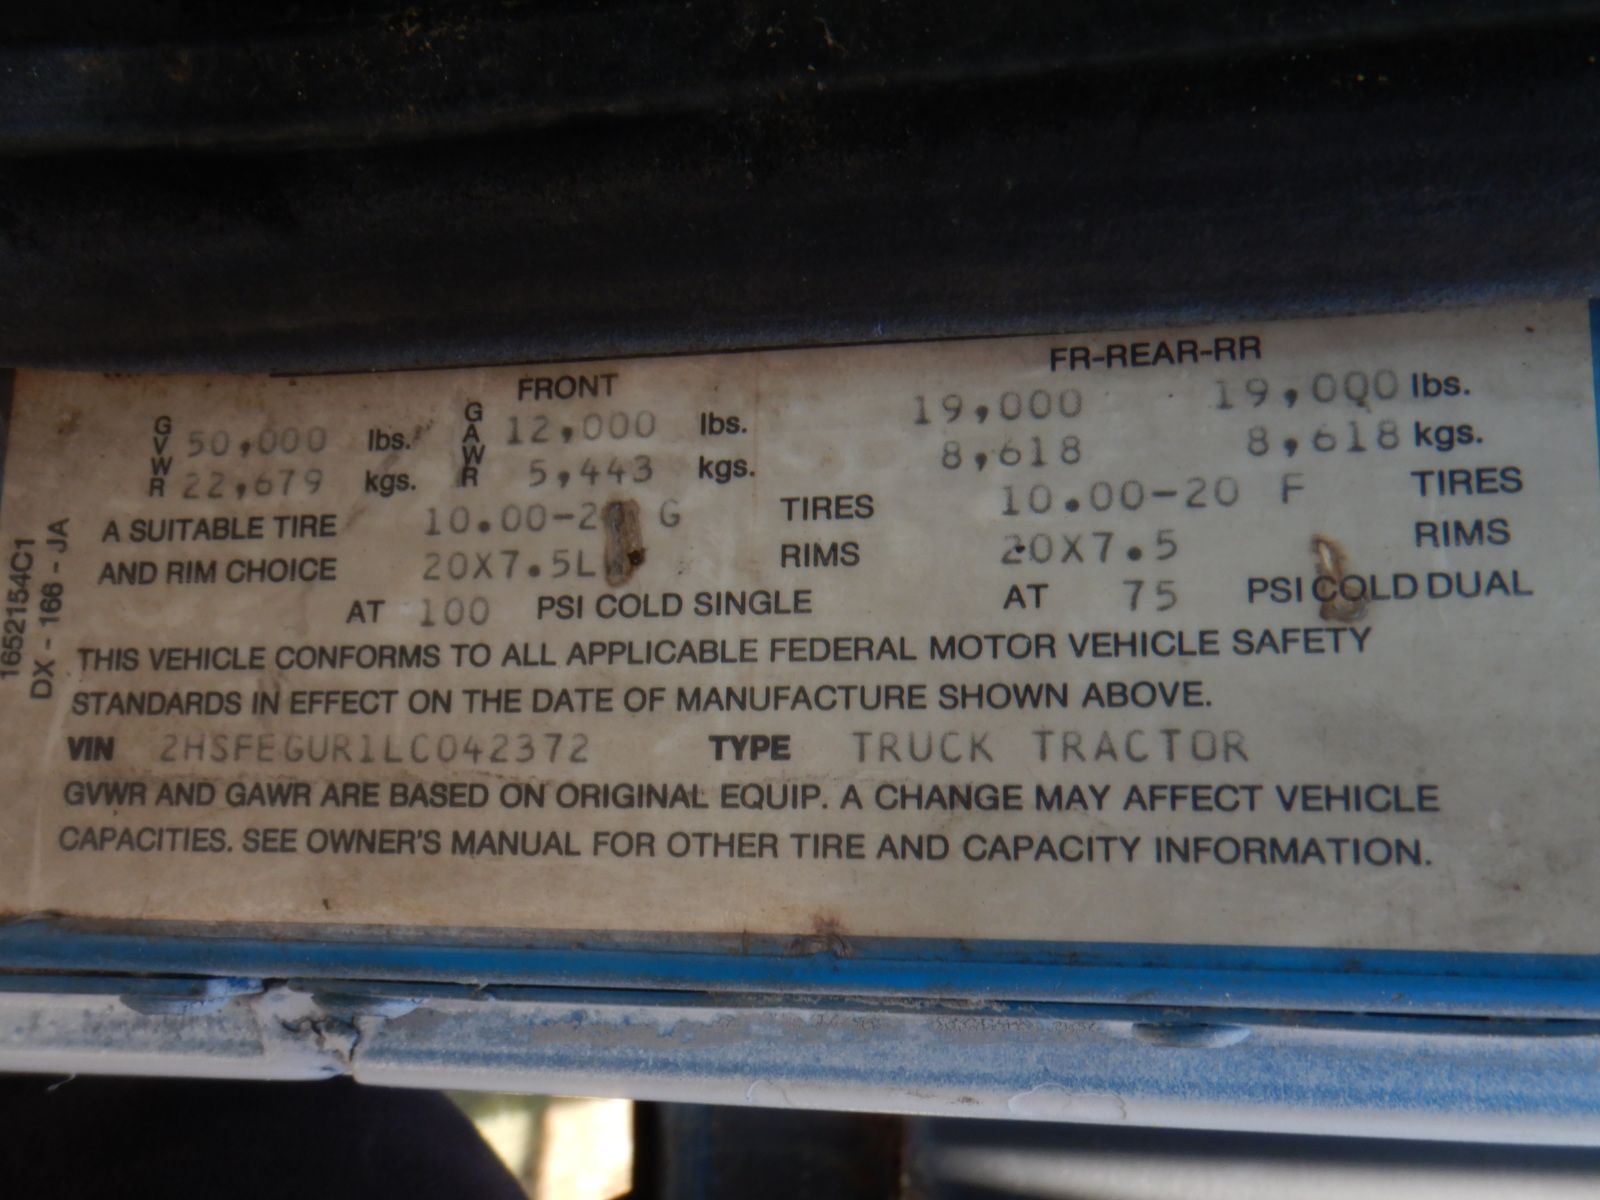 FRONT FR-REAR-RR
GVWR 50,000 lbs. GAWR 12,000 lbs. 19,000 19,000 lbs.
22,679 kgs. 5,443 kgs. 8,618 8,618 kgs.
A SUITABLE TIRE 10.00-20 G TIRES 10.00-20 F TIRES
AND RIM CHOICE 20X7.5L RIMS 20X7.5 RIMS
AT 100 PSI COLD SINGLE AT 75 PSI COLD DUAL
THIS VEHICLE CONFORMS TO ALL APPLICABLE FEDERAL MOTOR VEHICLE SAFETY
STANDARDS IN EFFECT ON THE DATE OF MANUFACTURE SHOWN ABOVE.
VIN 2HSFEGUR1LC042372 TYPE TRUCK TRACTOR
GVWR AND GAWR ARE BASED ON ORIGINAL EQUIP. A CHANGE MAY AFFECT VEHICLE
CAPACITIES. SEE OWNER'S MANUAL FOR OTHER TIRE AND CAPACITY INFORMATION.
1652154C1
DX - 166 - JA